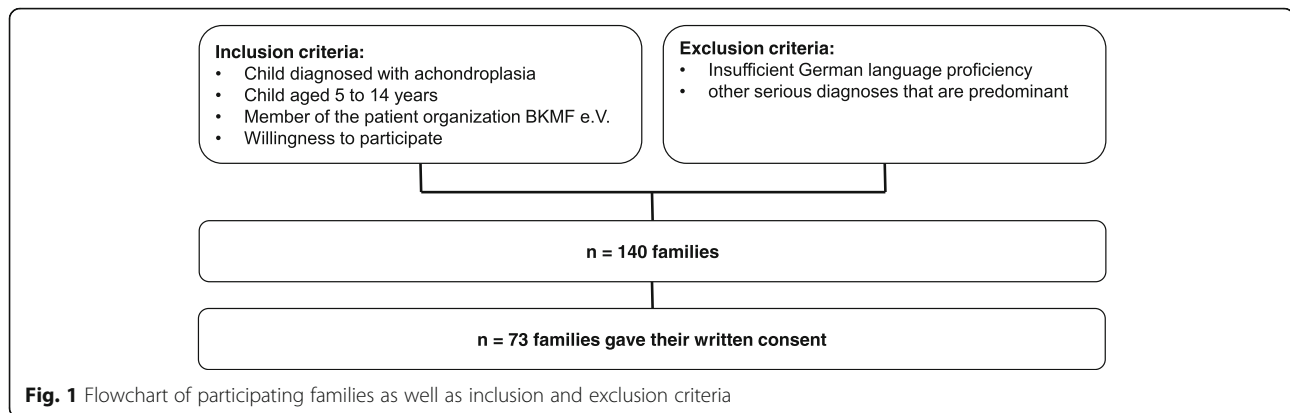 Inclusion criteria:
• Child diagnosed with achondroplasia
• Child aged 5 to 14 years
• Member of the patient organization BKMF e.V.
• Willingness to participate
Exclusion criteria:
• Insufficient German language proficiency
• other serious diagnoses that are predominant
n = 140 families
n = 73 families gave their written consent
Fig. 1 Flowchart of participating families as well as inclusion and exclusion criteria